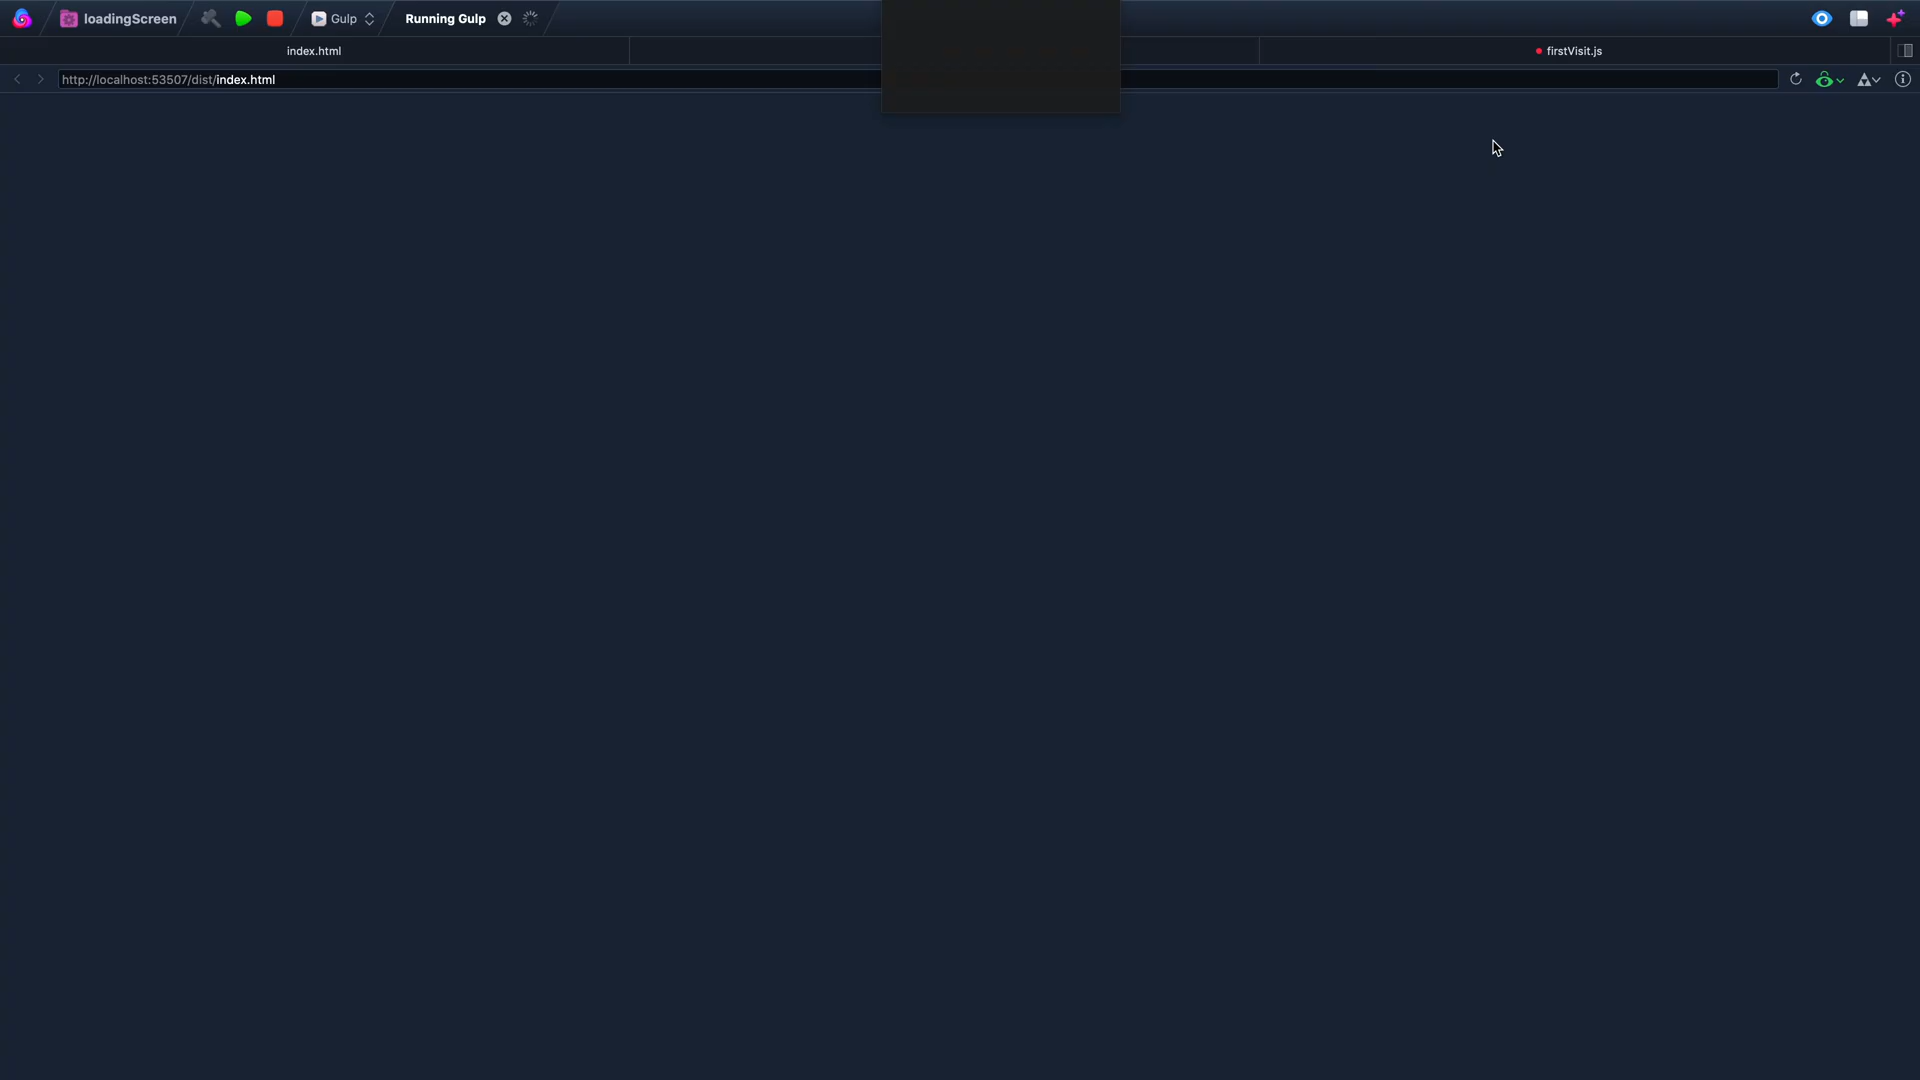 loadingScreen
Gulp
Running Gulp
index.html
firstVisit.js
http://localhost:53507/dist/index.html